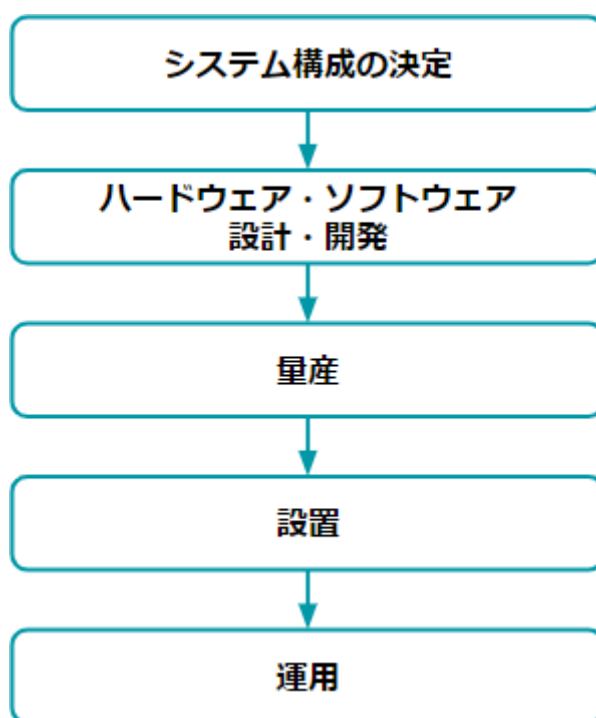 システム構成の決定
ハードウェア・ソフトウェア
設計・開発
量産
設置
運用